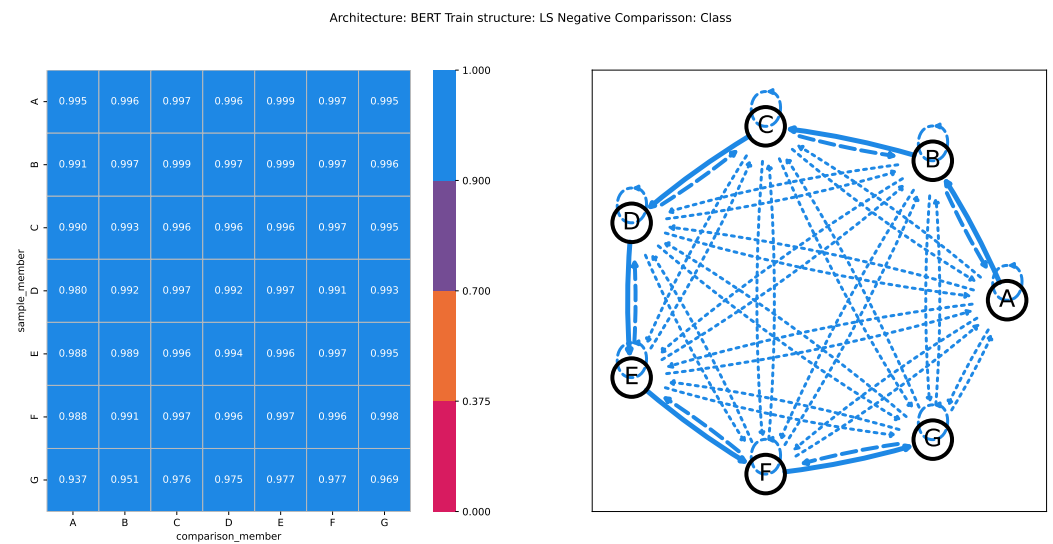 Architecture: BERT Train structure: LS Negative Comparisson: Class
sample_member
A 0.995 0.996 0.997 0.996 0.999 0.997 0.995
B 0.991 0.997 0.999 0.997 0.999 0.997 0.996
C 0.990 0.993 0.996 0.996 0.996 0.997 0.995
D 0.980 0.992 0.997 0.992 0.997 0.991 0.993
E 0.988 0.989 0.996 0.994 0.996 0.997 0.995
F 0.988 0.991 0.997 0.996 0.997 0.996 0.998
G 0.937 0.951 0.976 0.975 0.977 0.977 0.969
A B C D E F G
comparison_member
1.000
0.900
0.700
0.375
0.000
C
B
D
A
E
G
F